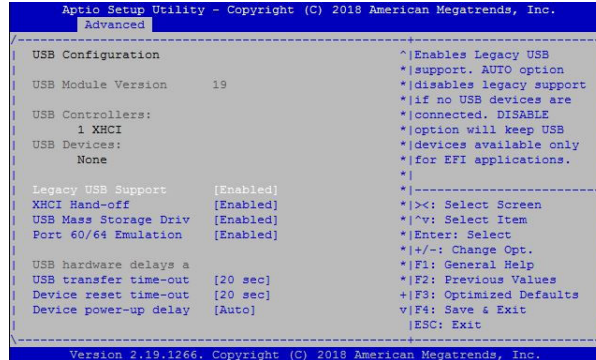 Aptio Setup Utility - Copyright (C) 2018 American Megatrends, Inc.
Advanced
/----------------------------------------------------+------------------------
| USB Configuration ^|Enables Legacy USB
| *|support. AUTO option
| USB Module Version 19 *|disables legacy support
| *|if no USB devices are
| USB Controllers: *|connected. DISABLE
| 1 XHCI *|option will keep USB
| USB Devices: *|devices available only
| None *|for EFI applications.
| *|
| Legacy USB Support [Enabled] *|------------------------
| XHCI Hand-off [Enabled] *|><: Select Screen
| USB Mass Storage Driv [Enabled] *|^v: Select Item
| Port 60/64 Emulation [Enabled] *|Enter: Select
| *|+/-: Change Opt.
| USB hardware delays a *|F1: General Help
| USB transfer time-out [20 sec] *|F2: Previous Values
| Device reset time-out [20 sec] +|F3: Optimized Defaults
| Device power-up delay [Auto] v|F4: Save & Exit
| |ESC: Exit
\----------------------------------------------------+------------------------
Version 2.19.1266. Copyright (C) 2018 American Megatrends, Inc.